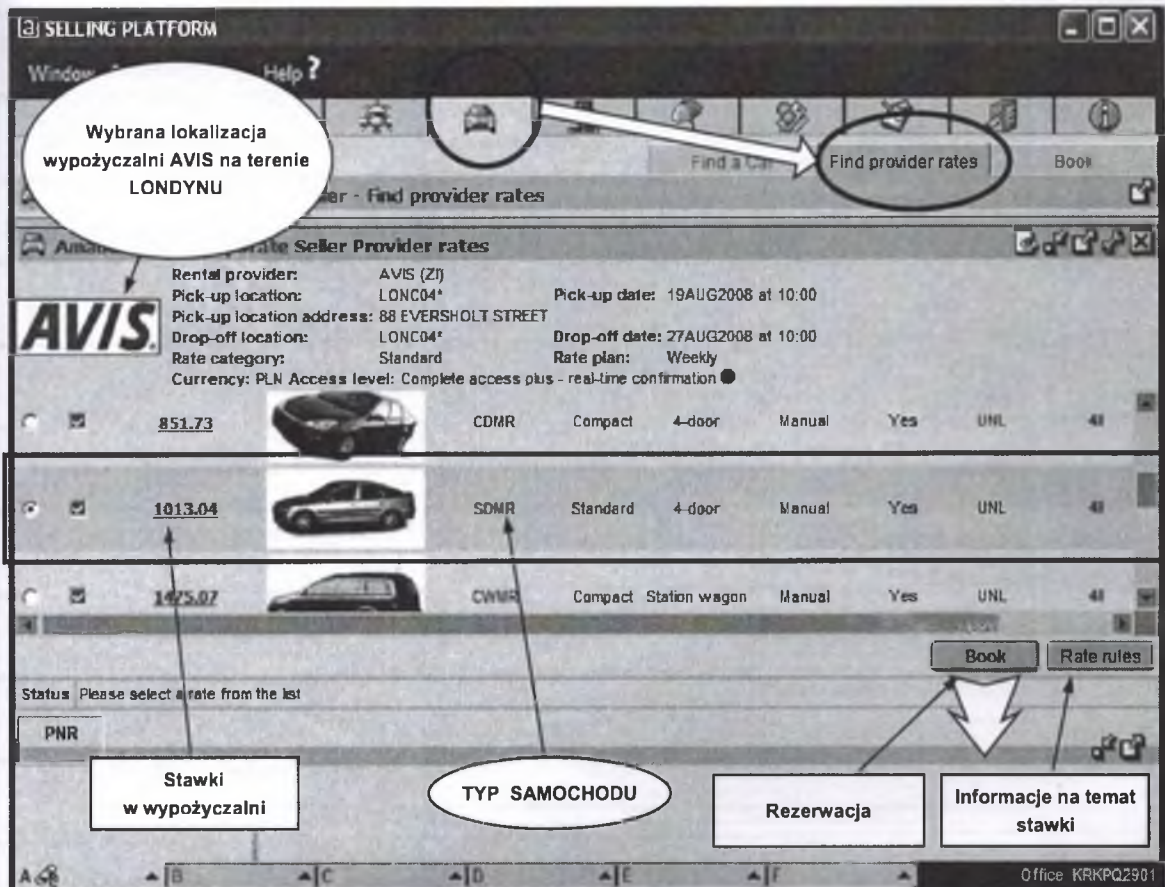 a SELLING PLATFORM
Window Help ?
Wybrana lokalizacja
wypożyczalni AVIS na terenie
LONDYNU
Find a Car Find provider rates Book
Find provider rates
Seller Provider rates
AVIS
Rental provider: AVIS (ZI)
Pick-up location: LONC04* Pick-up date: 19AUG2008 at 10:00
Pick-up location address: 88 EVERSHOLT STREET
Drop-off location: LONC04* Drop-off date: 27AUG2008 at 10:00
Rate category: Standard Rate plan: Weekly
Currency: PLN Access level: Complete access plus - real-time confirmation
851.73 CDMR Compact 4-door Manual Yes UNL
1013.04 SDMR Standard 4-door Manual Yes UNL
1475.07 CWMR Compact Station wagon Manual Yes UNL
Book Rate rules
Status Please select a rate from the list
PNR
Stawki
w wypożyczalni
TYP SAMOCHODU
Rezerwacja
Informacje na temat
stawki
A B C D E F Office KRKPQ2901